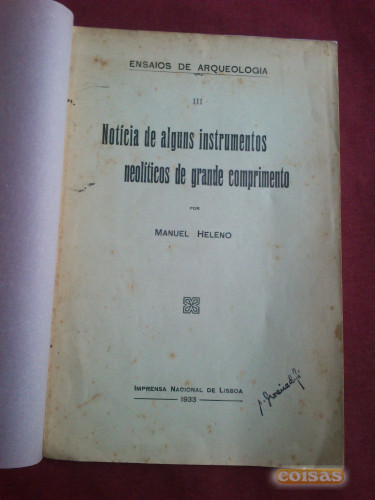 ENSAIOS DE ARQUEOLOGIA
III
Notícia de alguns instrumentos
neolíticos de grande comprimento
POR
MANUEL HELENO
IMPRENSA NACIONAL DE LISBOA
1933
coisas